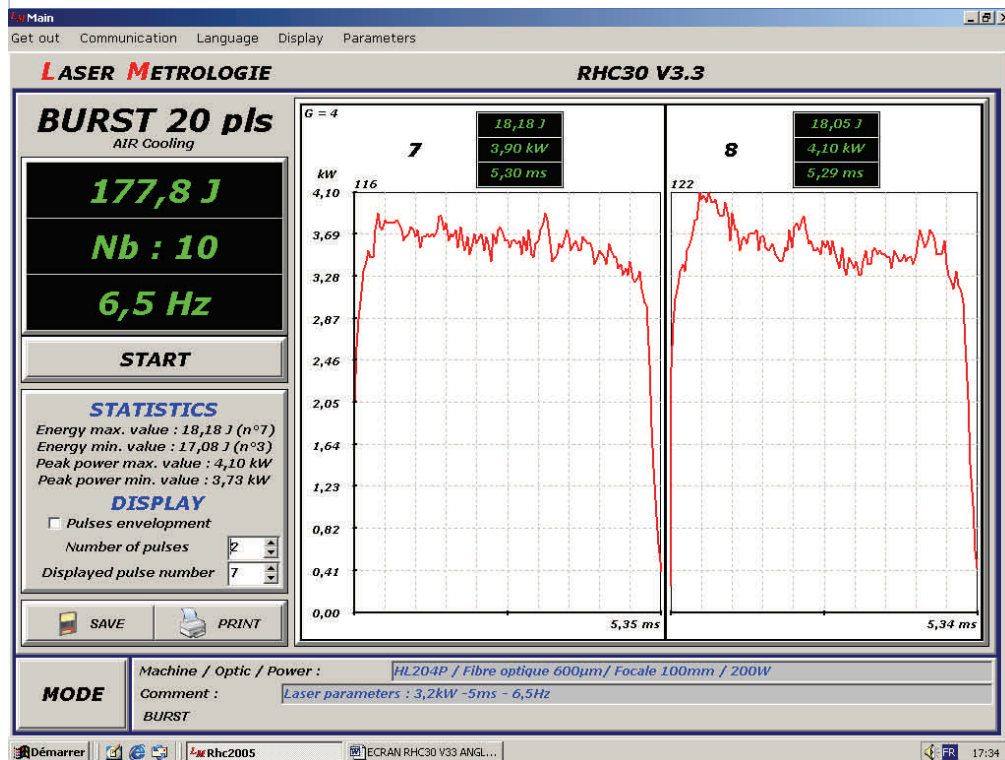 LM Main
Get out Communication Language Display Parameters
LASER METROLOGIE RHC30 V3.3
BURST 20 pls
AIR Cooling
177,8 J
Nb : 10
6,5 Hz
START
STATISTICS
Energy max. value : 18,18 J (n°7)
Energy min. value : 17,08 J (n°3)
Peak power max. value : 4,10 kW
Peak power min. value : 3,73 kW
DISPLAY
Pulses envelopment
Number of pulses 2
Displayed pulse number 7
SAVE PRINT
G = 4
7
18,18 J
3,90 kW
5,30 ms
8
18,05 J
4,10 kW
5,29 ms
kW
116
122
4,10
3,69
3,28
2,87
2,46
2,05
1,64
1,23
0,82
0,41
0,00
5,35 ms
5,34 ms
MODE
Machine / Optic / Power : HL204P / Fibre optique 600µm/ Focale 100mm / 200W
Comment : Laser parameters : 3,2kW -5ms - 6,5Hz
BURST
Démarrer LM Rhc2005 ECRAN RHC30 V33 ANGL... FR 17:34